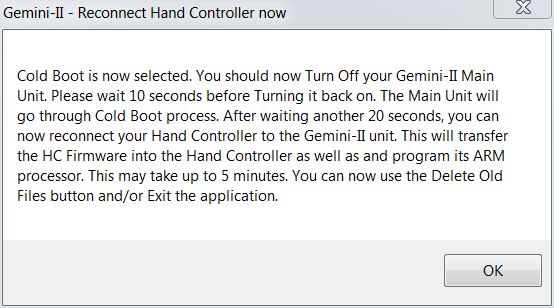 Gemini-II - Reconnect Hand Controller now
Cold Boot is now selected. You should now Turn Off your Gemini-II Main
Unit. Please wait 10 seconds before Turning it back on. The Main Unit will
go through Cold Boot process. After waiting another 20 seconds, you can
now reconnect your Hand Controller to the Gemini-II unit. This will transfer
the HC Firmware into the Hand Controller as well as and program its ARM
processor. This may take up to 5 minutes. You can now use the Delete Old
Files button and/or Exit the application.
OK